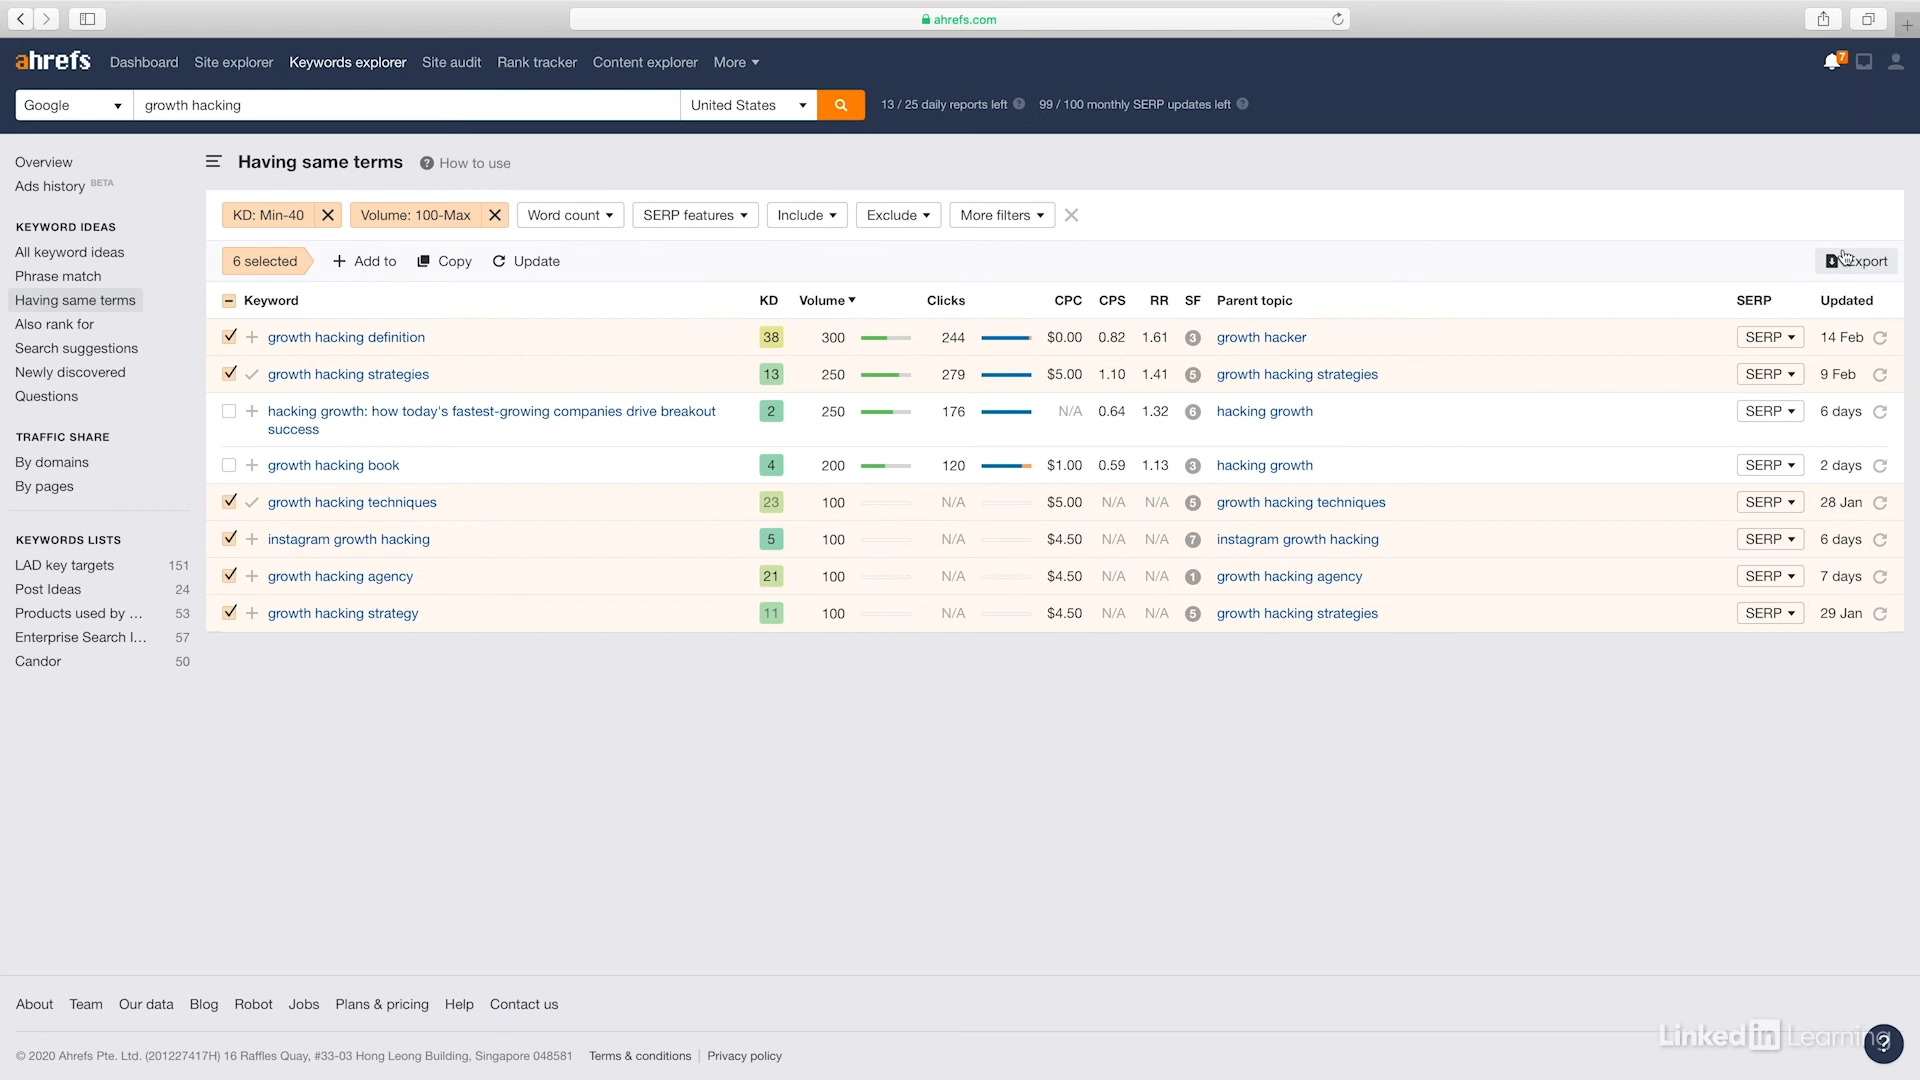 ahrefs.com
ahrefs Dashboard Site explorer Keywords explorer Site audit Rank tracker Content explorer More 7
Google growth hacking United States 13 / 25 daily reports left ? 99 / 100 monthly SERP updates left ?
Overview
Ads history BETA
KEYWORD IDEAS
All keyword ideas
Phrase match
Having same terms
Also rank for
Search suggestions
Newly discovered
Questions
TRAFFIC SHARE
By domains
By pages
KEYWORDS LISTS
LAD key targets 151
Post Ideas 24
Products used by ... 53
Enterprise Search I... 57
Candor 50
Having same terms ? How to use
KD: Min-40 Volume: 100-Max Word count SERP features Include Exclude More filters
6 selected Add to Copy Update Export
Keyword KD Volume Clicks CPC CPS RR SF Parent topic SERP Updated
growth hacking definition 38 300 244 $0.00 0.82 1.61 3 growth hacker SERP 14 Feb
growth hacking strategies 13 250 279 $5.00 1.10 1.41 5 growth hacking strategies SERP 9 Feb
hacking growth: how today's fastest-growing companies drive breakout 2 250 176 N/A 0.64 1.32 6 hacking growth SERP 6 days
success
growth hacking book 4 200 120 $1.00 0.59 1.13 3 hacking growth SERP 2 days
growth hacking techniques 23 100 N/A $5.00 N/A N/A 5 growth hacking techniques SERP 28 Jan
instagram growth hacking 5 100 N/A $4.50 N/A N/A 7 instagram growth hacking SERP 6 days
growth hacking agency 21 100 N/A $4.50 N/A N/A 1 growth hacking agency SERP 7 days
growth hacking strategy 11 100 N/A $4.50 N/A N/A 5 growth hacking strategies SERP 29 Jan
About Team Our data Blog Robot Jobs Plans & pricing Help Contact us
© 2020 Ahrefs Pte. Ltd. (201227417H) 16 Raffles Quay, #33-03 Hong Leong Building, Singapore 048581 Terms & conditions Privacy policy
LinkedIn Learning ?